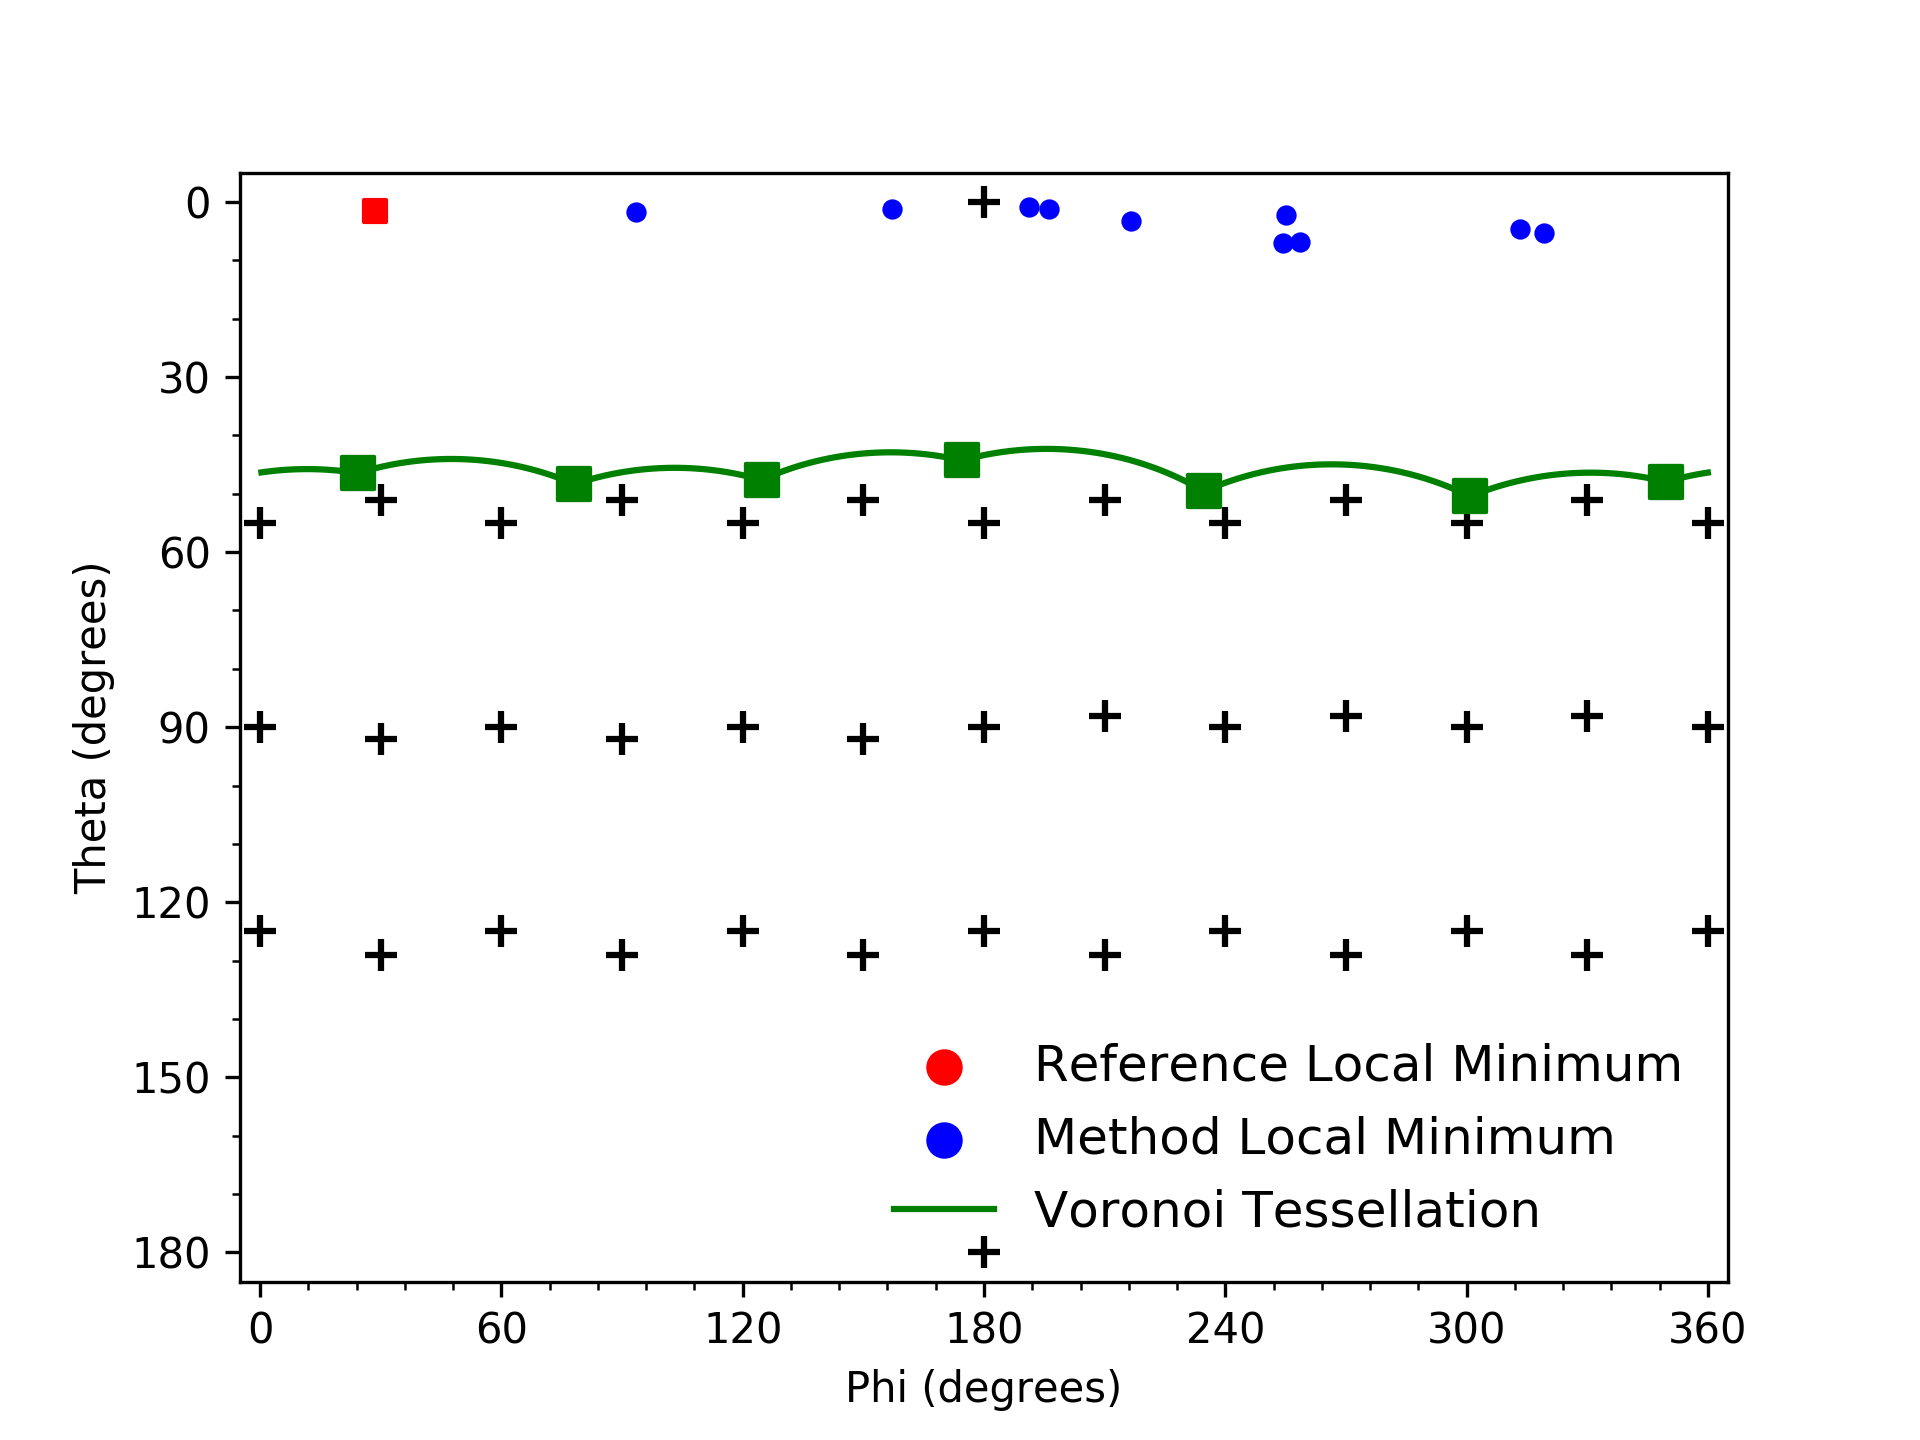 0
30
60
90
120
150
180
Theta (degrees)
Reference Local Minimum
Method Local Minimum
Voronoi Tessellation
0 60 120 180 240 300 360
Phi (degrees)